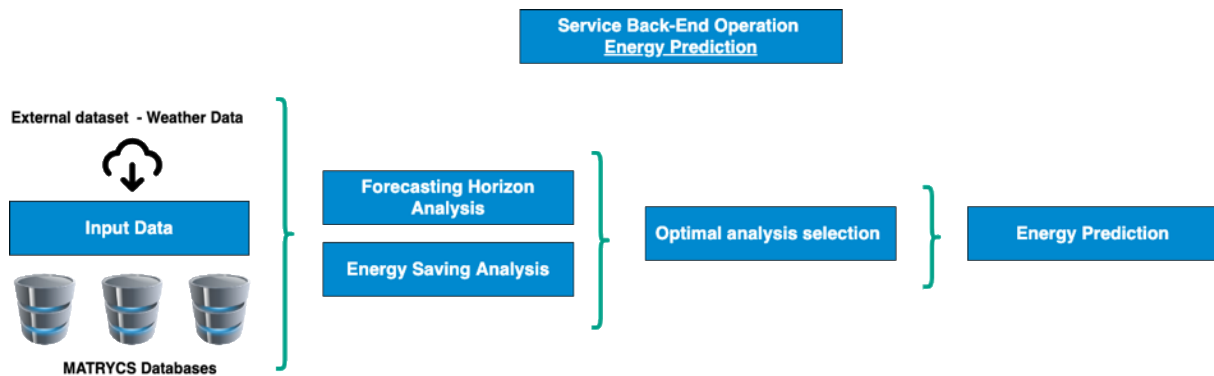 Service Back-End Operation
Energy Prediction
External dataset - Weather Data
Input Data
MATRYCS Databases
Forecasting Horizon
Analysis
Energy Saving Analysis
Optimal analysis selection
Energy Prediction